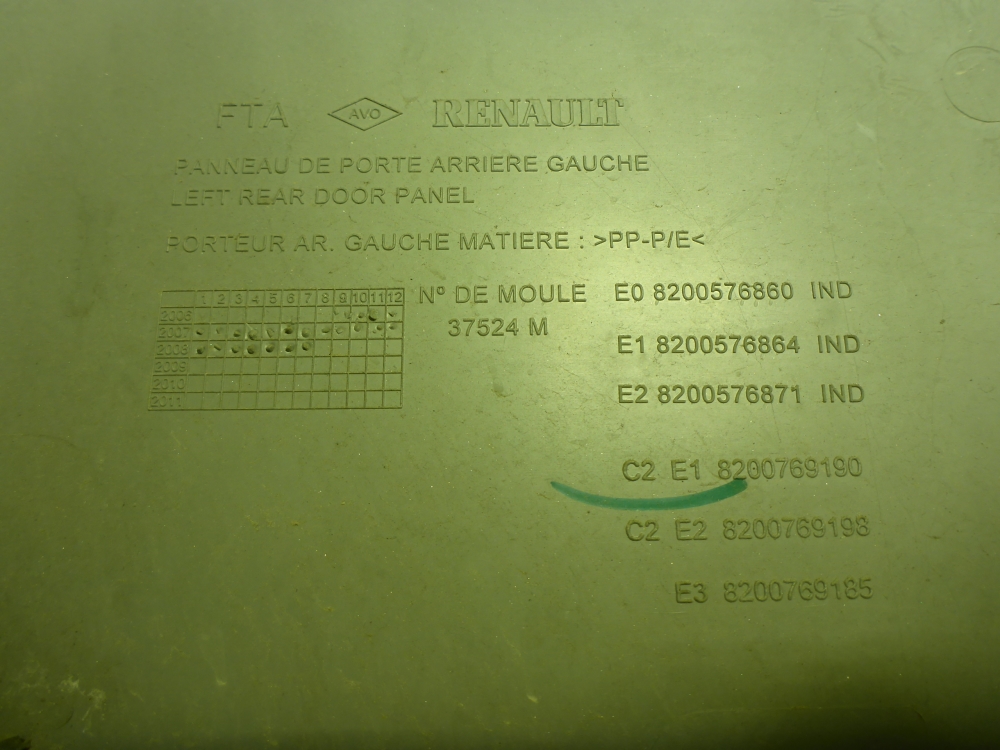 FTA AVO RENAULT
PANNEAU DE PORTE ARRIERE GAUCHE
LEFT REAR DOOR PANEL
PORTEUR AR. GAUCHE MATIERE : >PP-P/E<
1 2 3 4 5 6 7 8 9 10 11 12
2006
2007
2008
2009
2010
2011
Nº DE MOULE
37524 M
E0 8200576860 IND
E1 8200576864 IND
E2 8200576871 IND
C2 E1 8200769190
C2 E2 8200769198
E3 8200769185